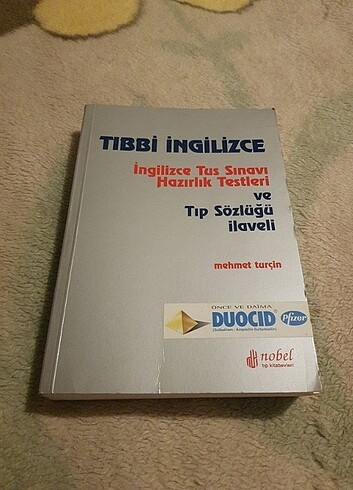 TIBBİ İNGİLİZCE
İngilizce Tus Sınavı
Hazırlık Testleri
ve
Tıp Sözlüğü
ilaveli
mehmet turçin
ÖNCE VE DAİMA
DUOCID
Pfizer
nobel
tıp kitabevleri